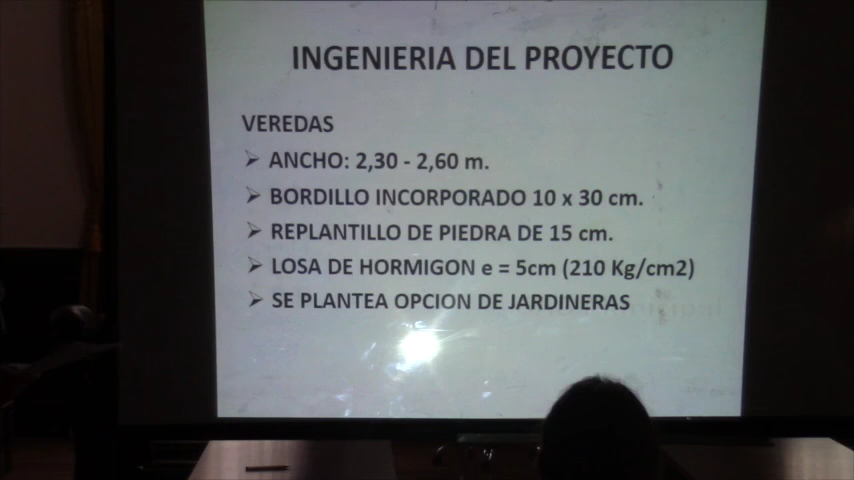 INGENIERIA DEL PROYECTO
VEREDAS
➢ ANCHO: 2,30 - 2,60 m.
➢ BORDILLO INCORPORADO 10 x 30 cm.
➢ REPLANTILLO DE PIEDRA DE 15 cm.
➢ LOSA DE HORMIGON e = 5cm (210 Kg/cm2)
➢ SE PLANTEA OPCION DE JARDINERAS